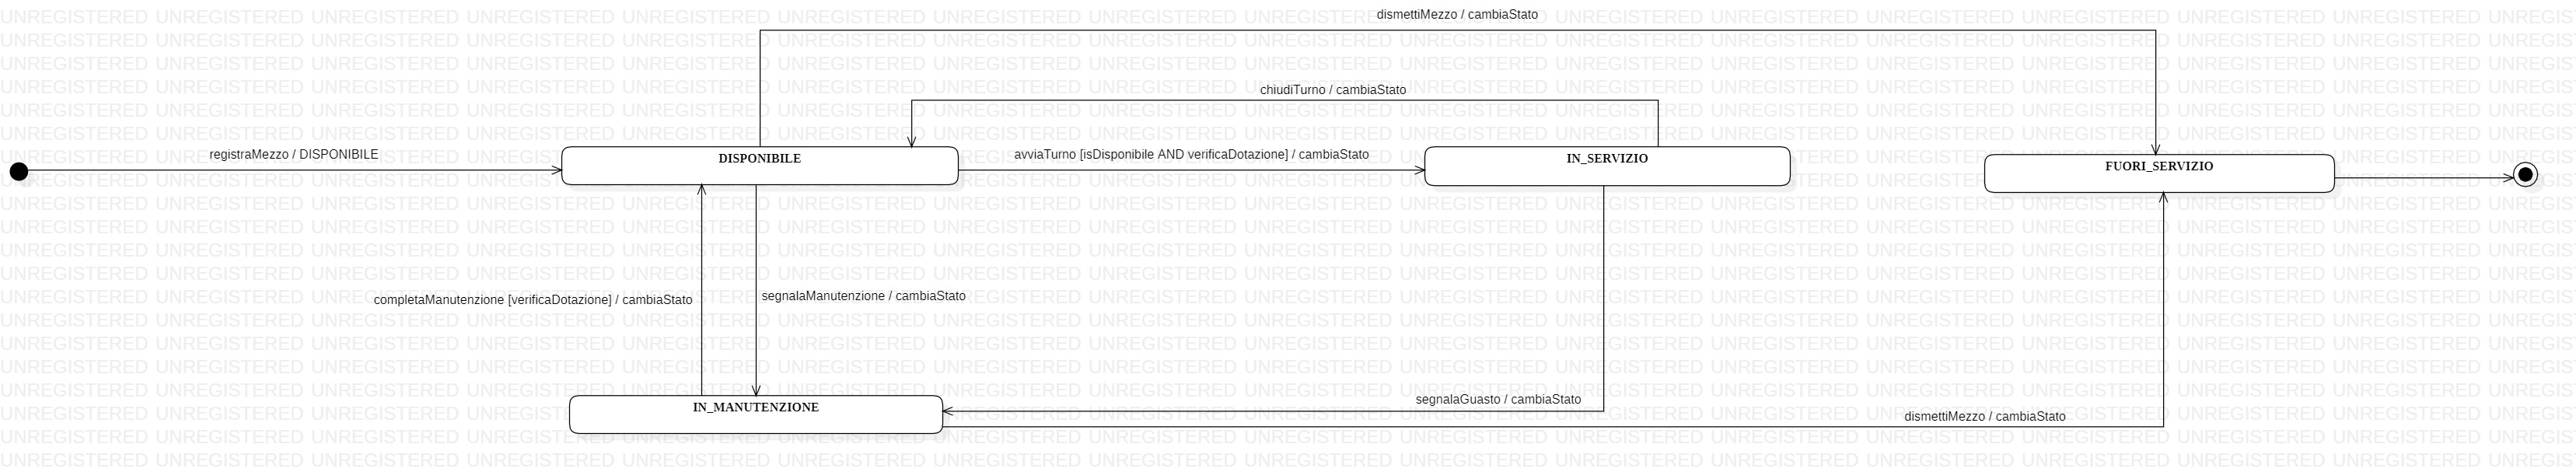 dismettiMezzo / cambiaStato
chiudiTurno / cambiaStato
registraMezzo / DISPONIBILE
DISPONIBILE
avviaTurno [isDisponibile AND verificaDotazione] / cambiaStato
IN_SERVIZIO
FUORI_SERVIZIO
completaManutenzione [verificaDotazione] / cambiaStato
segnalaManutenzione / cambiaStato
IN_MANUTENZIONE
segnalaGuasto / cambiaStato
dismettiMezzo / cambiaStato
UNREGISTERED